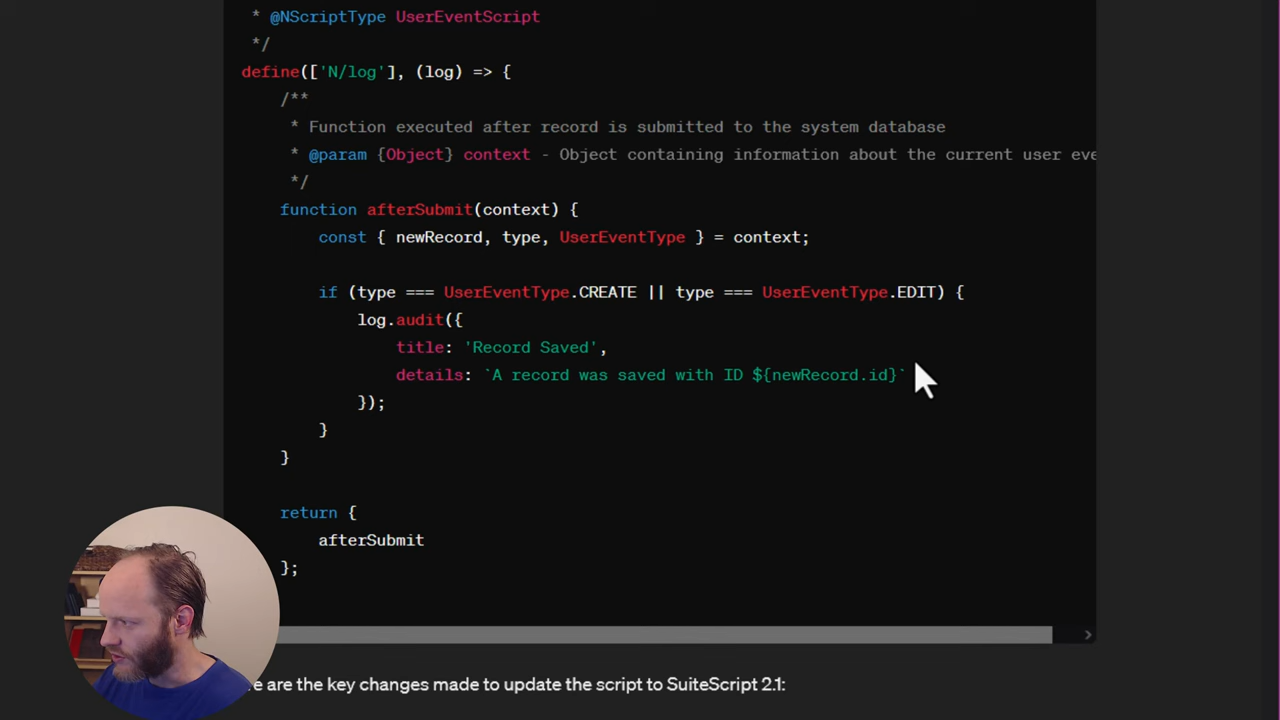 * @NScriptType UserEventScript
*/
define(['N/log'], (log) => {
/**
* Function executed after record is submitted to the system database
* @param {Object} context - Object containing information about the current user eve
*/
function afterSubmit(context) {
const { newRecord, type, UserEventType } = context;
if (type === UserEventType.CREATE || type === UserEventType.EDIT) {
log.audit({
title: 'Record Saved',
details: `A record was saved with ID ${newRecord.id}`
});
}
}
return {
afterSubmit
};
e are the key changes made to update the script to SuiteScript 2.1: